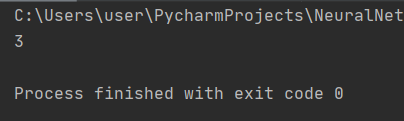 C:\Users\user\PycharmProjects\NeuralNet
3
Process finished with exit code 0